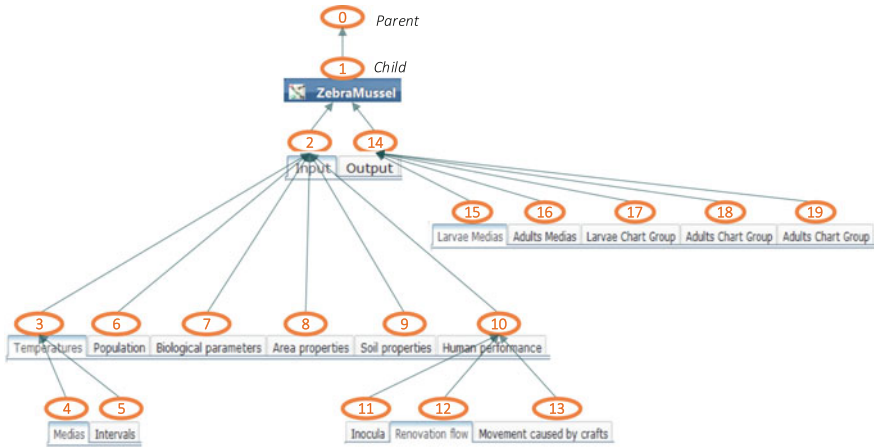 0 Parent
1 Child
ZebraMussel
2 14
Input Output
15 16 17 18 19
Larvae Medias Adults Medias Larvae Chart Group Adults Chart Group Adults Chart Group
3 6 7 8 9 10
Temperatures Population Biological parameters Area properties Soil properties Human performance
4 5 11 12 13
Medias Intervals Inocula Renovation flow Movement caused by crafts